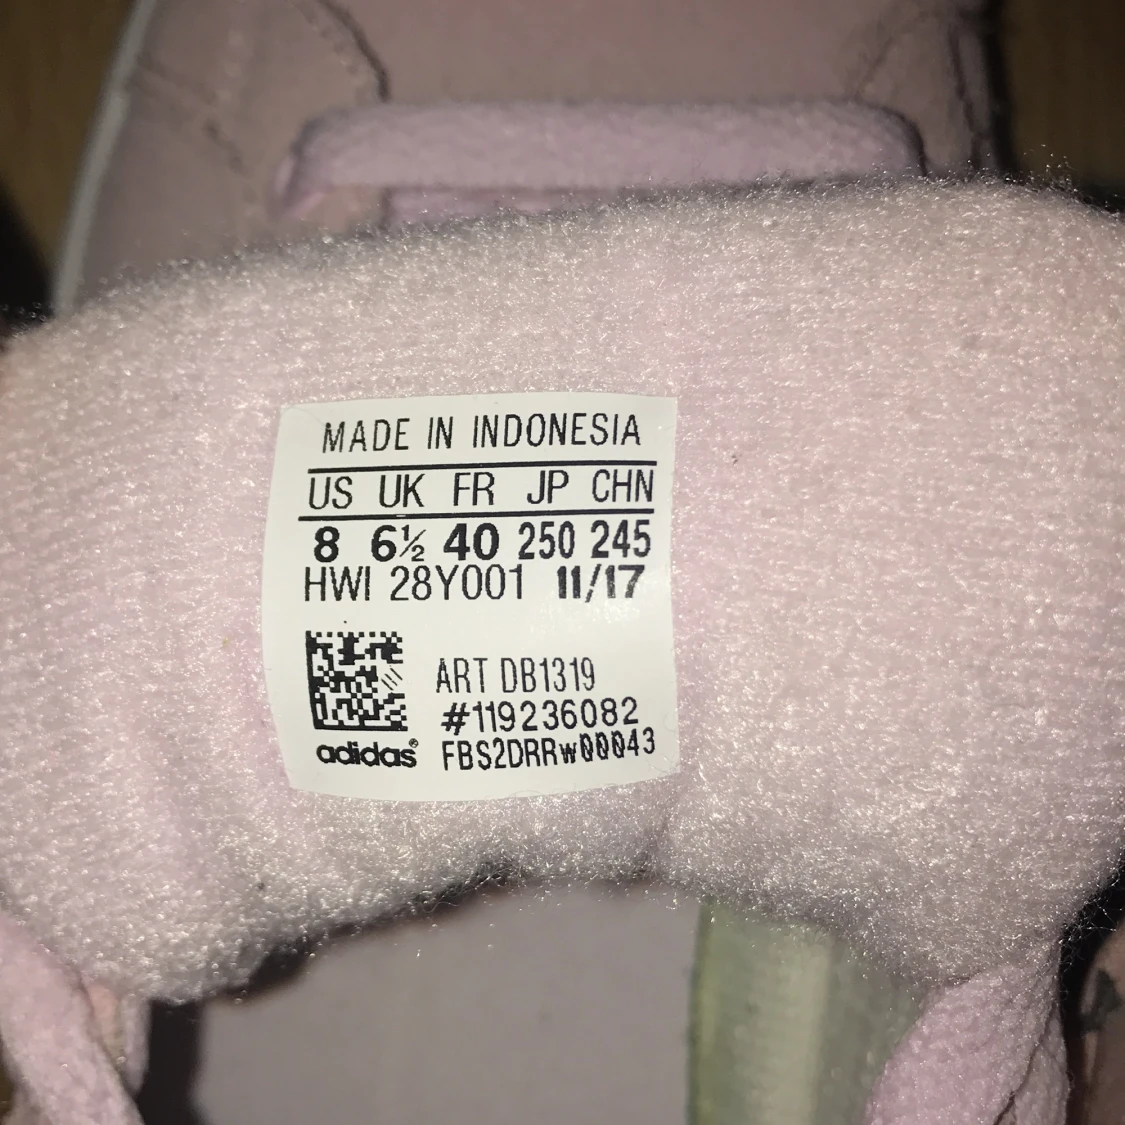 MADE IN INDONESIA
US UK FR JP CHN
8 6½ 40 250 245
HWI 28Y001 11/17
ART DB1319
#119236082
adidas® FBS2DRRw00043